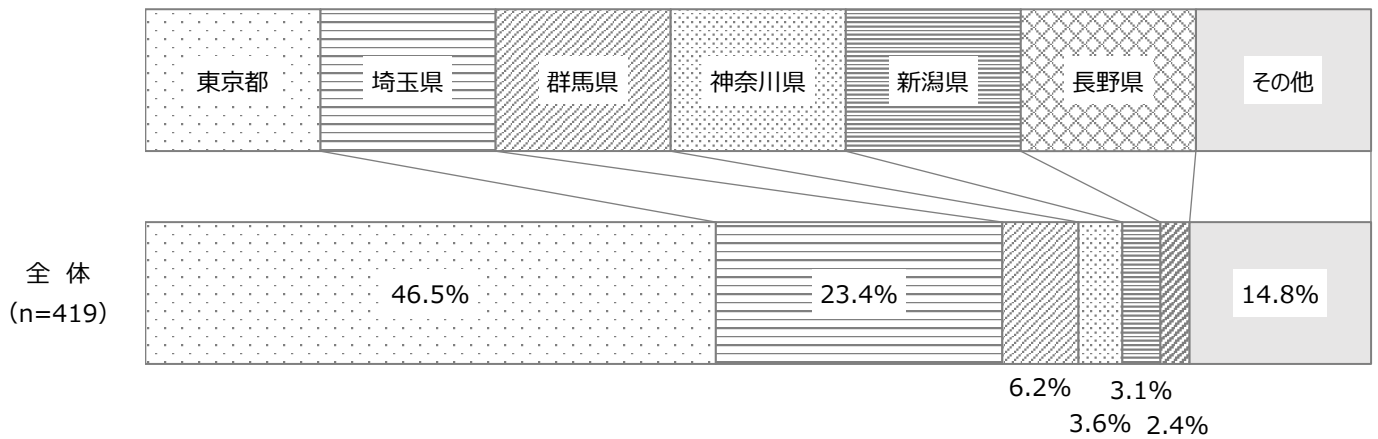 東京都
埼玉県
群馬県
神奈川県
新潟県
長野県
その他
全 体
(n=419)
46.5%
23.4%
14.8%
6.2%
3.1%
3.6%
2.4%